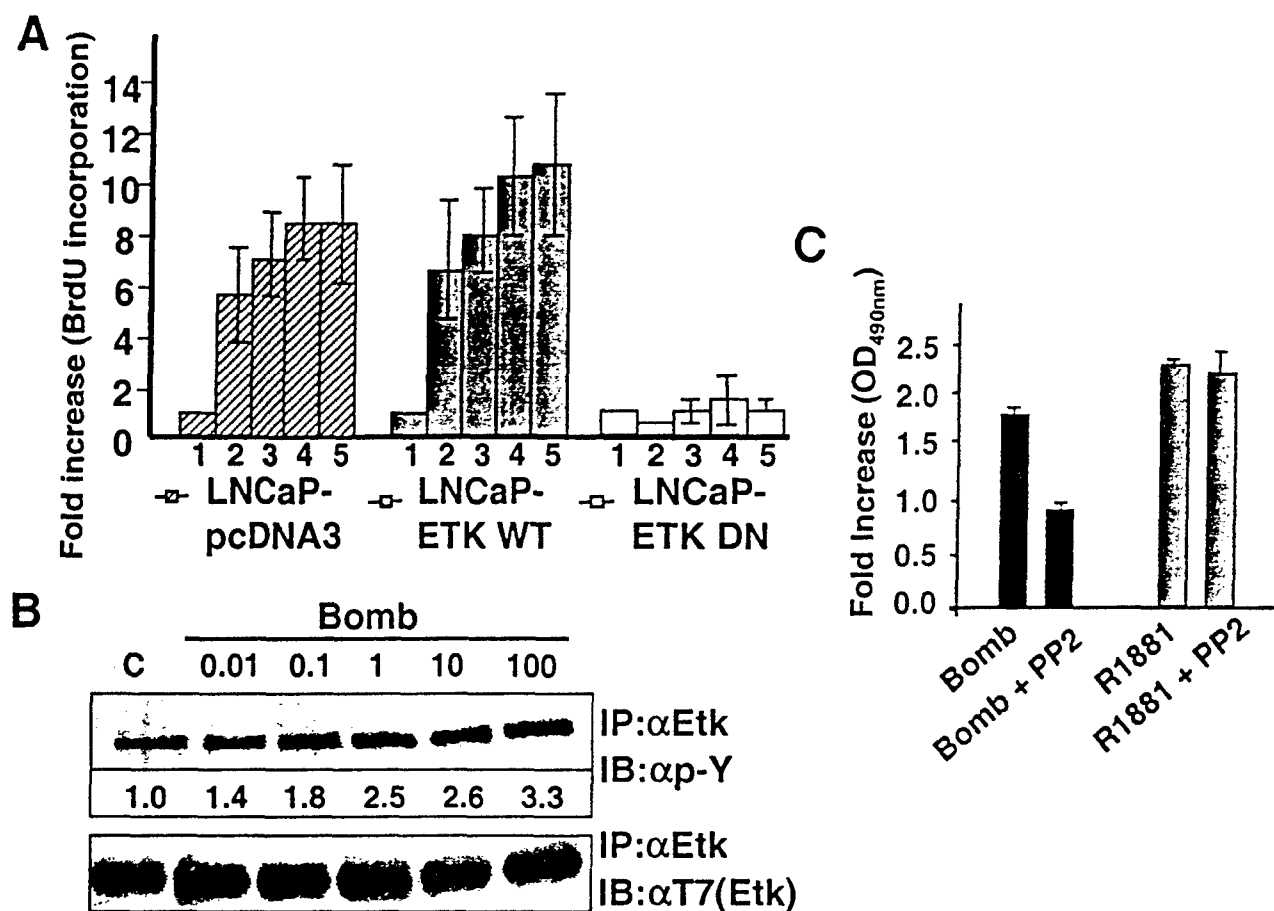 A
Fold increase (BrdU incorporation)
14
12
10
8
6
4
2
0
1 2 3 4 5
1 2 3 4 5
1 2 3 4 5
LNCaP-
pcDNA3
LNCaP-
ETK WT
LNCaP-
ETK DN
B
Bomb
C 0.01 0.1 1 10 100
IP:αEtk
IB:αp-Y
1.0 1.4 1.8 2.5 2.6 3.3
IP:αEtk
IB:αT7(Etk)
C
Fold Increase (OD490nm)
2.5
2.0
1.5
1.0
0.5
0.0
Bomb
Bomb + PP2
R1881
R1881 + PP2